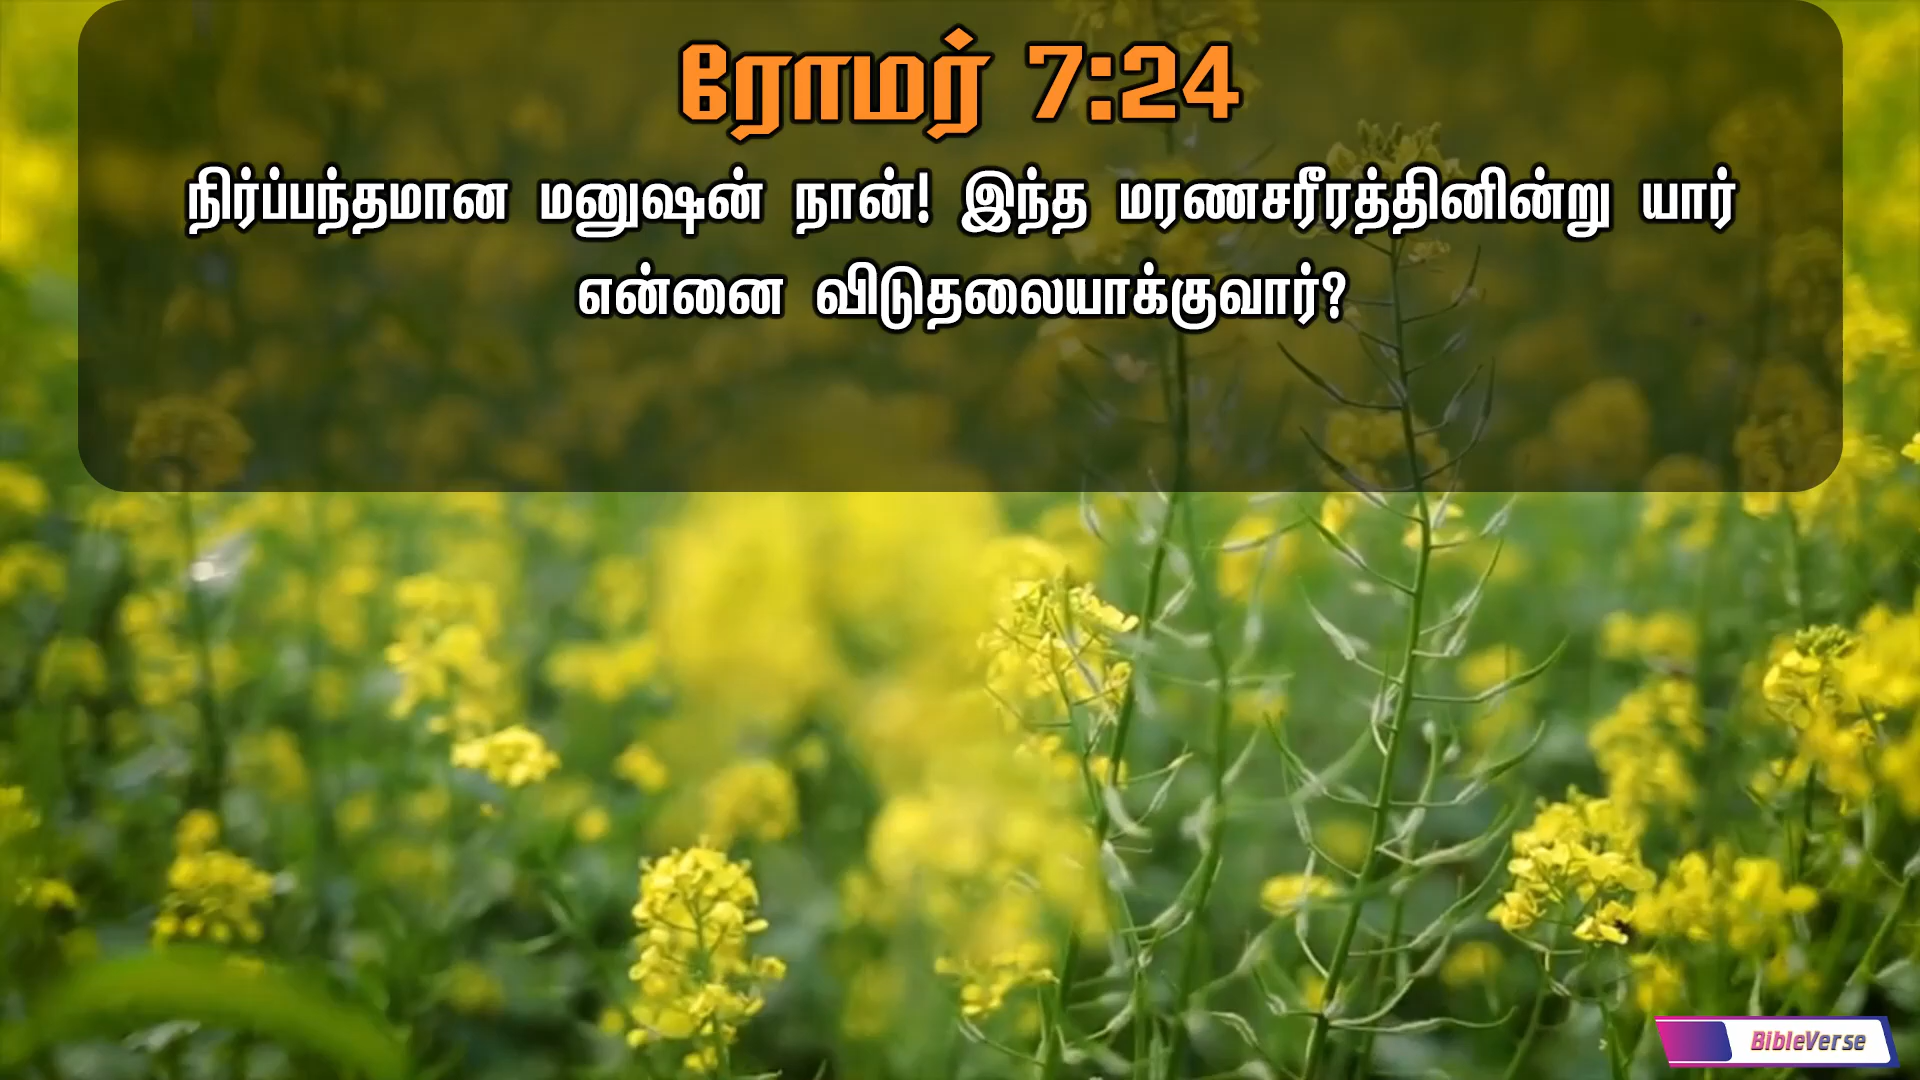 ரோமர் 7:24
நிர்ப்பந்தமான மனுஷன் நான்! இந்த மரணசரீரத்தினின்று யார்
என்னை விடுதலையாக்குவார்?
BibleVerse